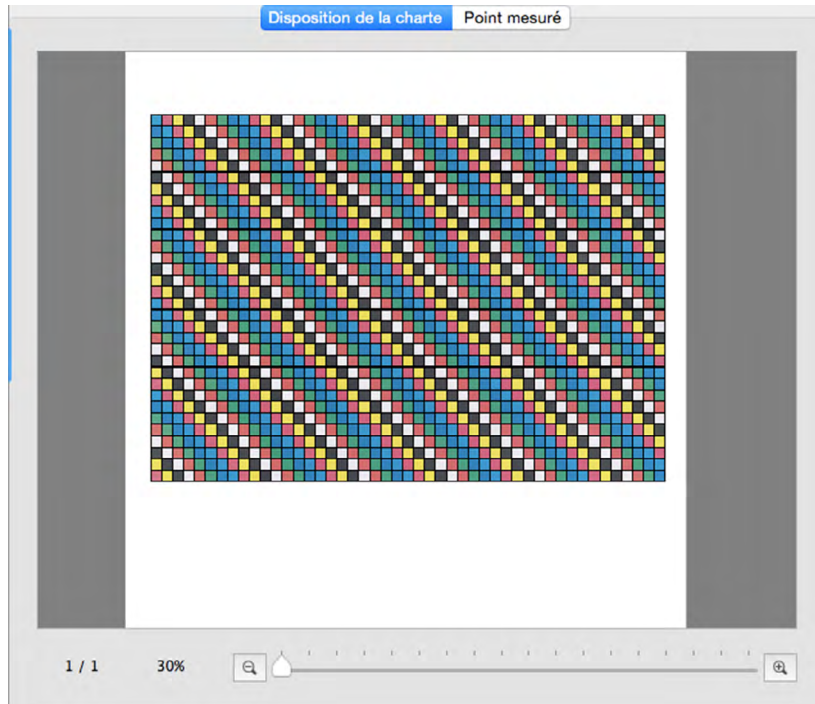 Disposition de la charte Point mesuré
1 / 1 30%